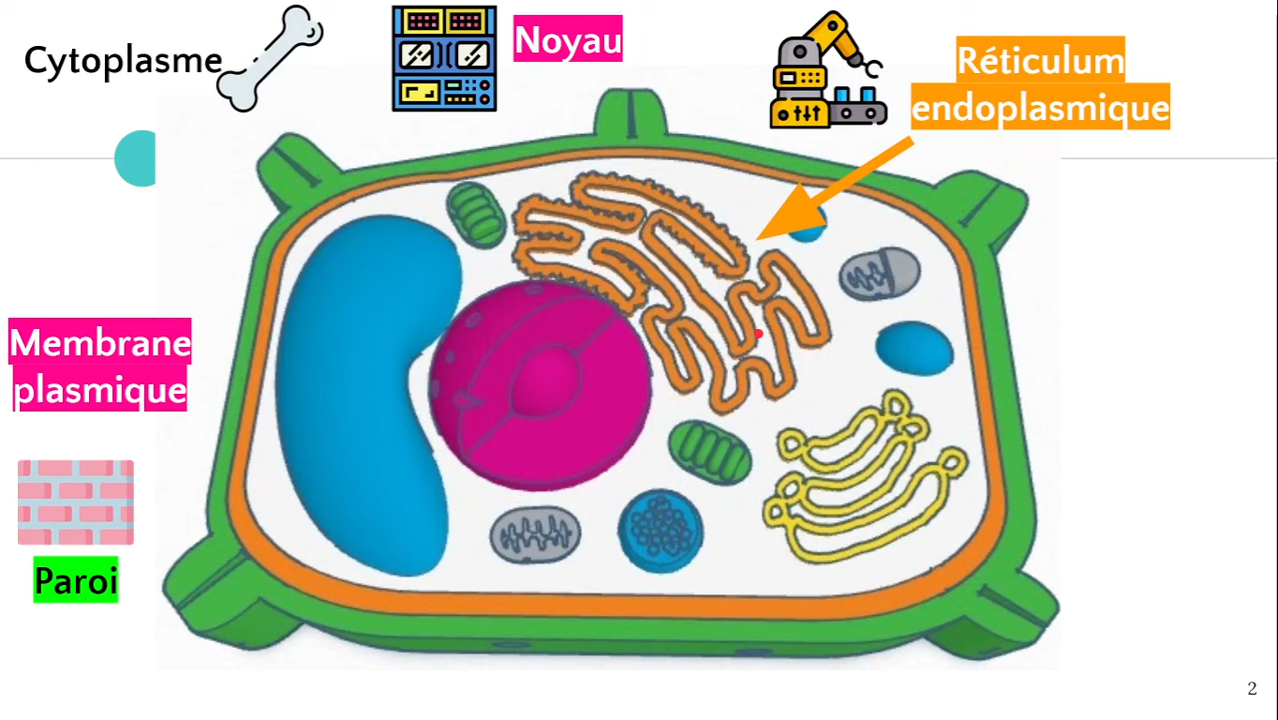 Cytoplasme
Noyau
Réticulum
endoplasmique
Membrane
plasmique
Paroi
2